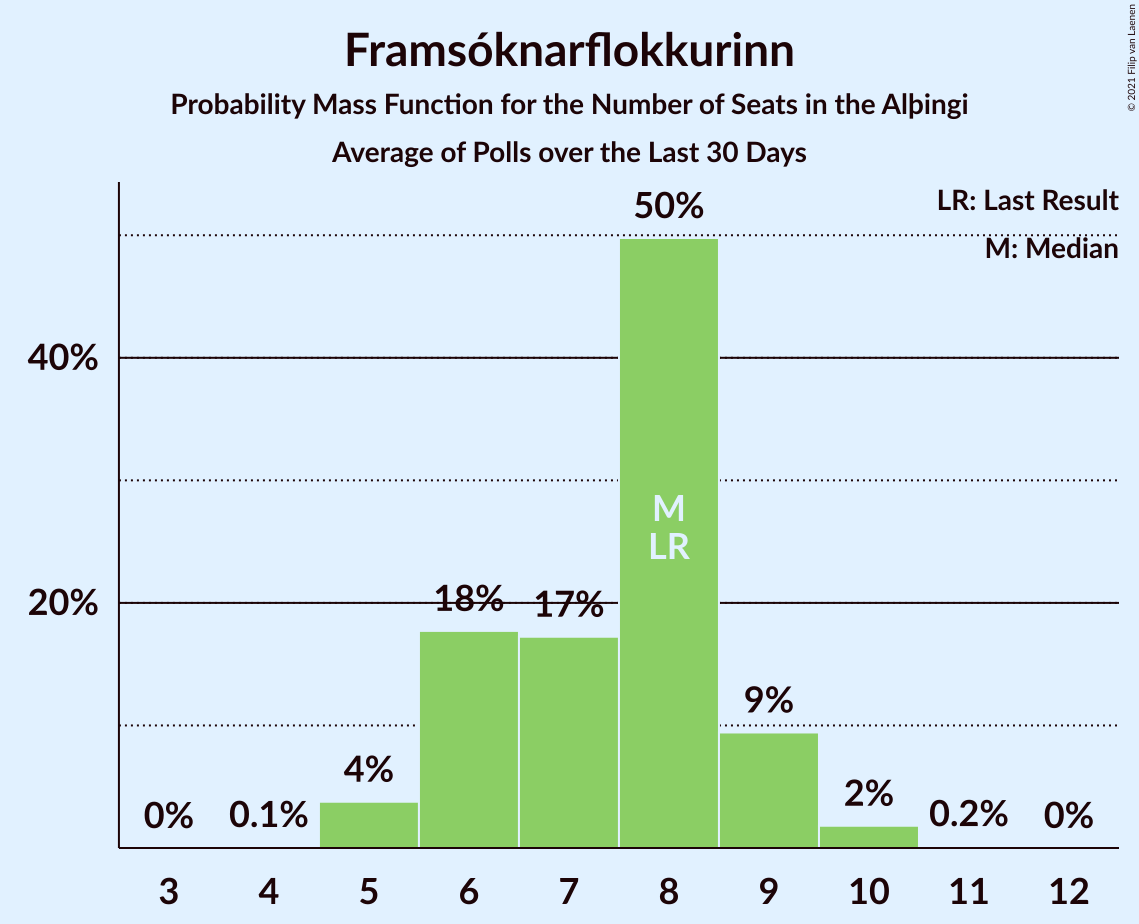 Framsóknarflokkurinn
Probability Mass Function for the Number of Seats in the Alþingi
Average of Polls over the Last 30 Days
© 2021 Filip van Laenen
LR: Last Result
M: Median
50%
40%
M
LR
20%
18%
17%
9%
4%
2%
0%
0.1%
0.2%
0%
3 4 5 6 7 8 9 10 11 12